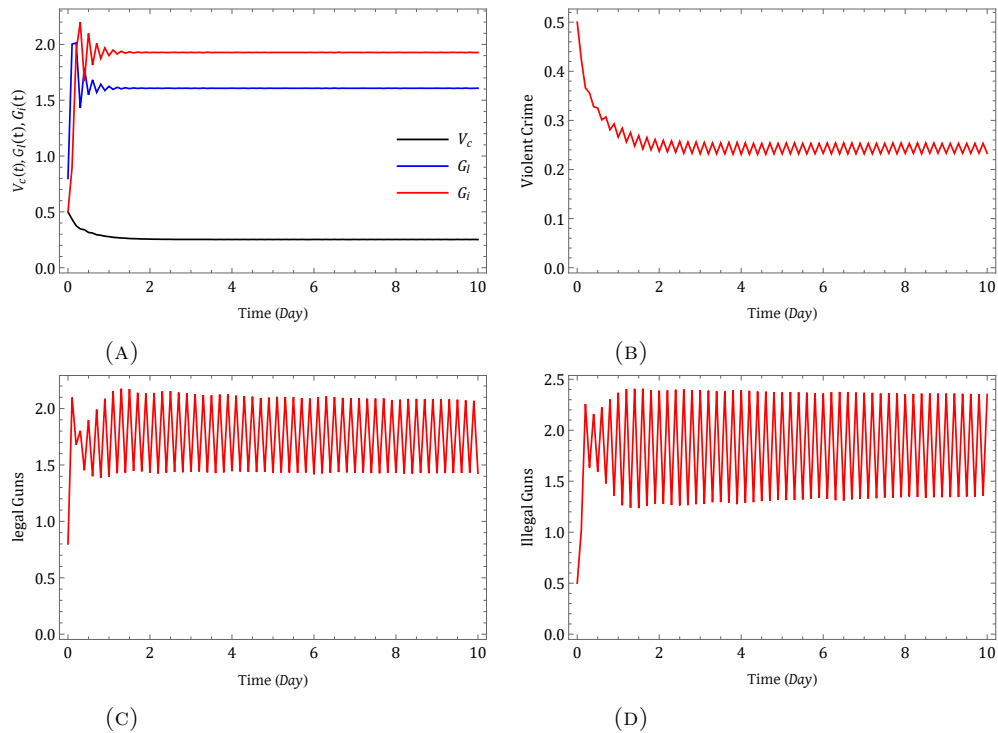 V_c(t), G_l(t), G_i(t)
2.0
1.5
1.0
0.5
0.0
V_c
G_l
G_i
0 2 4 6 8 10
Time (Day)
(A)
Violent Crime
0.5
0.4
0.3
0.2
0.1
0.0
0 2 4 6 8 10
Time (Day)
(B)
legal Guns
2.0
1.5
1.0
0.5
0.0
0 2 4 6 8 10
Time (Day)
(C)
Illegal Guns
2.5
2.0
1.5
1.0
0.5
0.0
0 2 4 6 8 10
Time (Day)
(D)